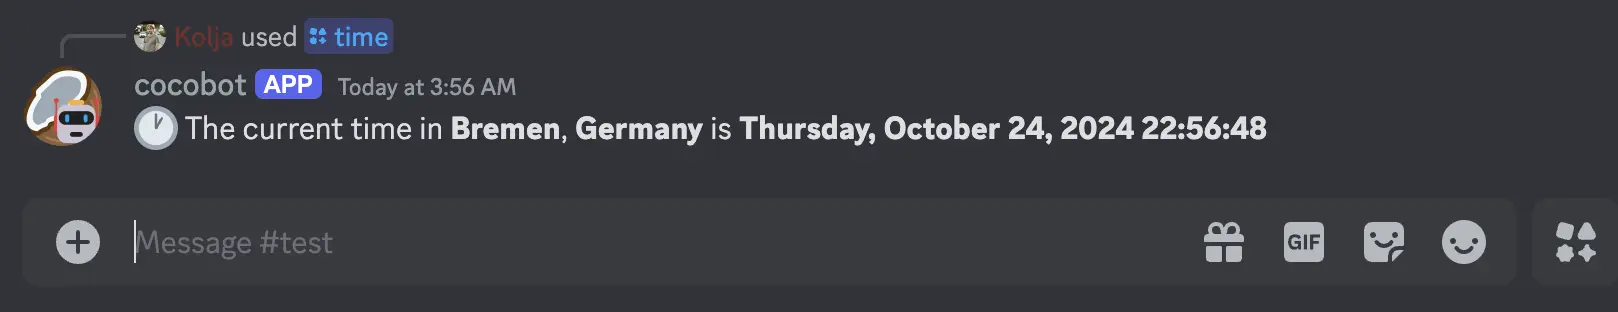 Kolja used time
cocobot APP Today at 3:56 AM
The current time in Bremen, Germany is Thursday, October 24, 2024 22:56:48
Message #test GIF